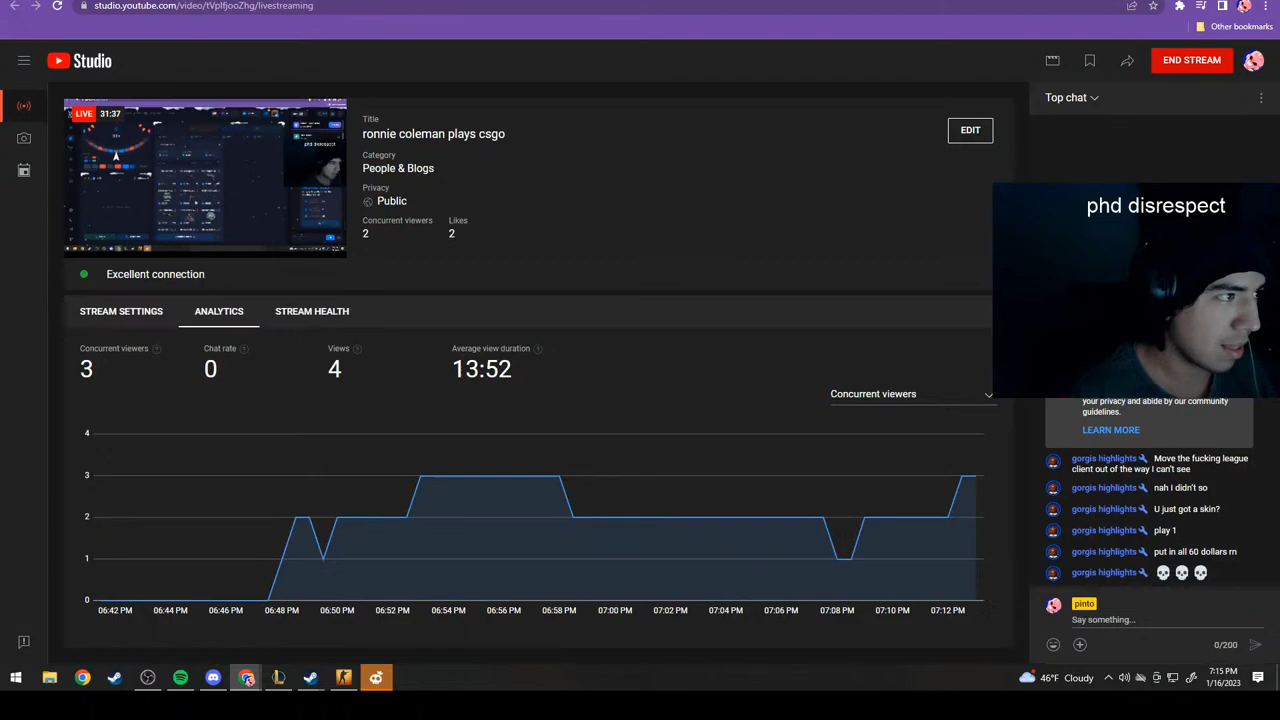 studio.youtube.com/video/tVpIfjooZhg/livestreaming
Other bookmarks
Studio
END STREAM
LIVE 31:37
Title
ronnie coleman plays csgo
EDIT
Category
People & Blogs
Privacy
Public
Concurrent viewers Likes
2 2
Excellent connection
Top chat
phd disrespect
STREAM SETTINGS ANALYTICS STREAM HEALTH
Concurrent viewers Chat rate Views Average view duration
3 0 4 13:52
Concurrent viewers
4
3
2
1
0
06:42 PM 06:44 PM 06:46 PM 06:48 PM 06:50 PM 06:52 PM 06:54 PM 06:56 PM 06:58 PM 07:00 PM 07:02 PM 07:04 PM 07:06 PM 07:08 PM 07:10 PM 07:12 PM
your privacy and abide by our community
guidelines.
LEARN MORE
gorgis highlights Move the fucking league
client out of the way I can't see
gorgis highlights nah I didn't so
gorgis highlights U just got a skin?
gorgis highlights play 1
gorgis highlights put in all 60 dollars rn
gorgis highlights 💀 💀 💀
pinto
Say something...
0/200
46°F Cloudy
7:15 PM
1/16/2023